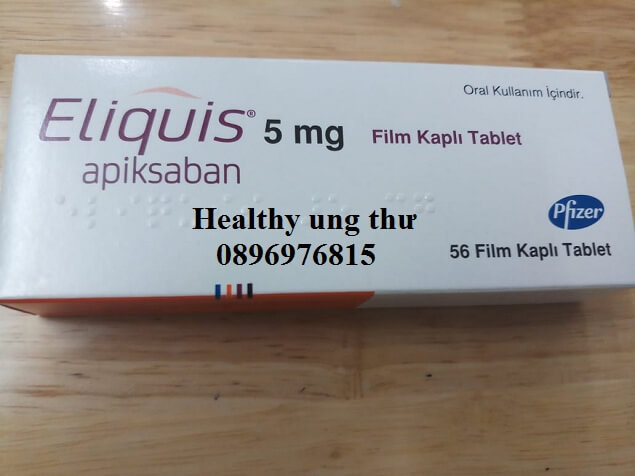 Oral Kullanım İçindir.
Eliquis® 5 mg Film Kaplı Tablet
apiksaban
Healthy ung thư
0896976815
Pfizer
56 Film Kaplı Tablet